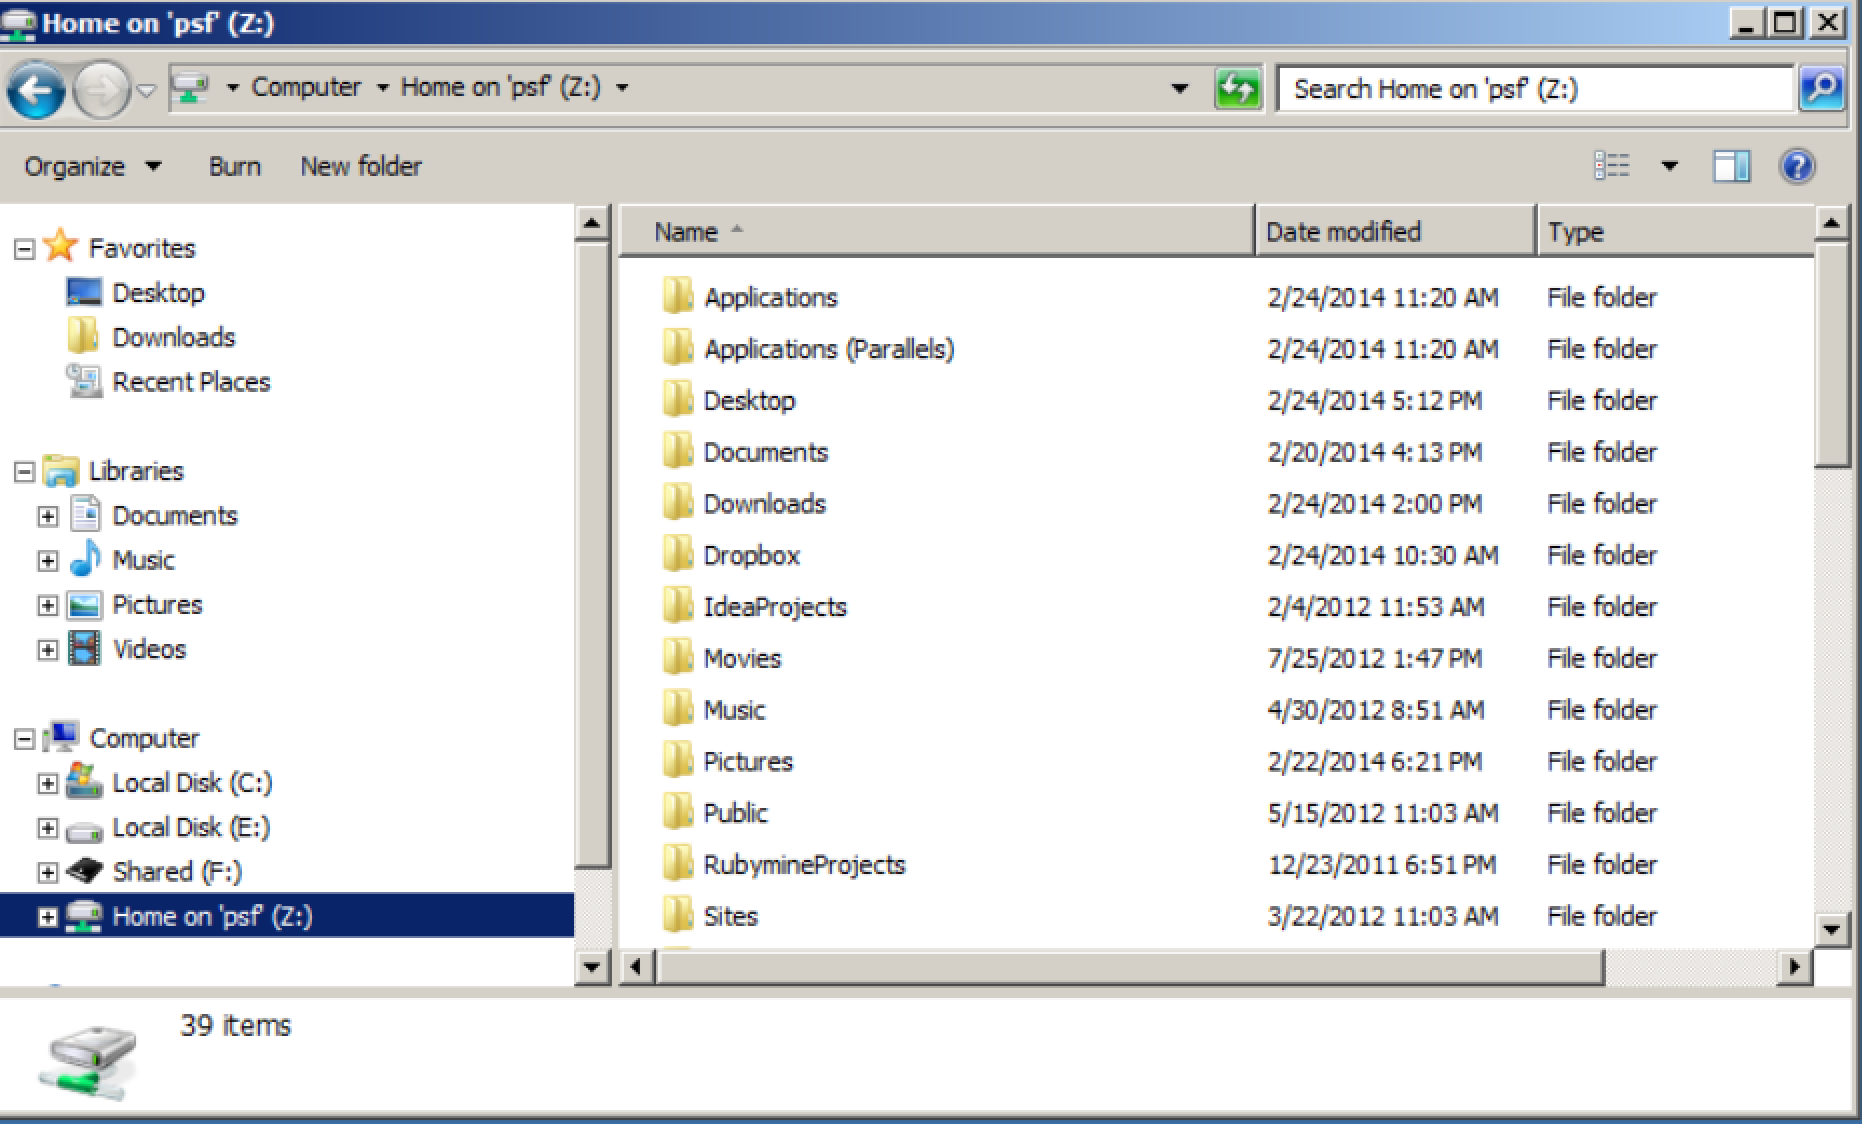 Home on 'psf' (Z:)
Computer Home on 'psf' (Z:) Search Home on 'psf' (Z:)
Organize Burn New folder
Favorites
Desktop
Downloads
Recent Places
Libraries
Documents
Music
Pictures
Videos
Computer
Local Disk (C:)
Local Disk (E:)
Shared (F:)
Home on 'psf' (Z:)
Name Date modified Type
Applications 2/24/2014 11:20 AM File folder
Applications (Parallels) 2/24/2014 11:20 AM File folder
Desktop 2/24/2014 5:12 PM File folder
Documents 2/20/2014 4:13 PM File folder
Downloads 2/24/2014 2:00 PM File folder
Dropbox 2/24/2014 10:30 AM File folder
IdeaProjects 2/4/2012 11:53 AM File folder
Movies 7/25/2012 1:47 PM File folder
Music 4/30/2012 8:51 AM File folder
Pictures 2/22/2014 6:21 PM File folder
Public 5/15/2012 11:03 AM File folder
RubymineProjects 12/23/2011 6:51 PM File folder
Sites 3/22/2012 11:03 AM File folder
39 items